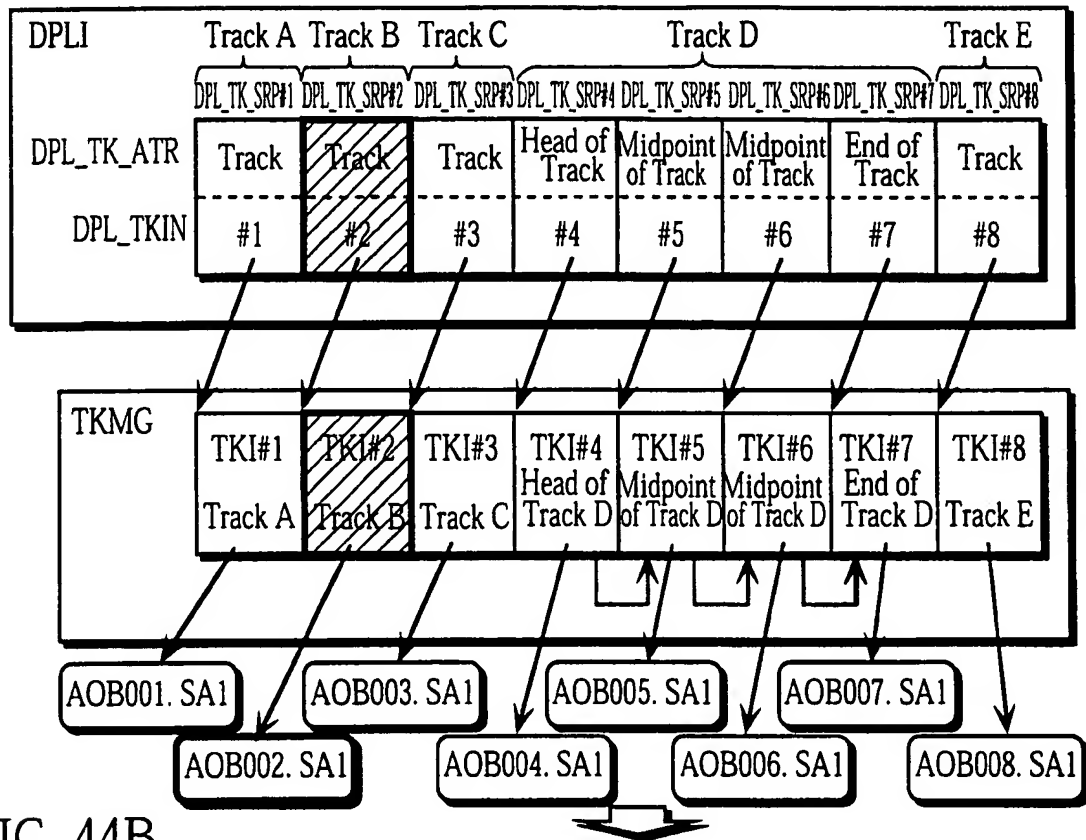 DPLI Track A Track B Track C Track D Track E
DPL_TK_SRP#1 DPL_TK_SRP#2 DPL_TK_SRP#3 DPL_TK_SRP#4 DPL_TK_SRP#5 DPL_TK_SRP#6 DPL_TK_SRP#7 DPL_TK_SRP#8
DPL_TK_ATR Track Track Track Head of Track Midpoint of Track Midpoint of Track End of Track Track
DPL_TKIN #1 #2 #3 #4 #5 #6 #7 #8
TKMG
TKI#1 TKI#2 TKI#3 TKI#4 TKI#5 TKI#6 TKI#7 TKI#8
Track A Track B Track C Head of Track D Midpoint of Track D Midpoint of Track D End of Track D Track E
AOB001. SA1 AOB003. SA1 AOB005. SA1 AOB007. SA1
AOB002. SA1 AOB004. SA1 AOB006. SA1 AOB008. SA1
44B